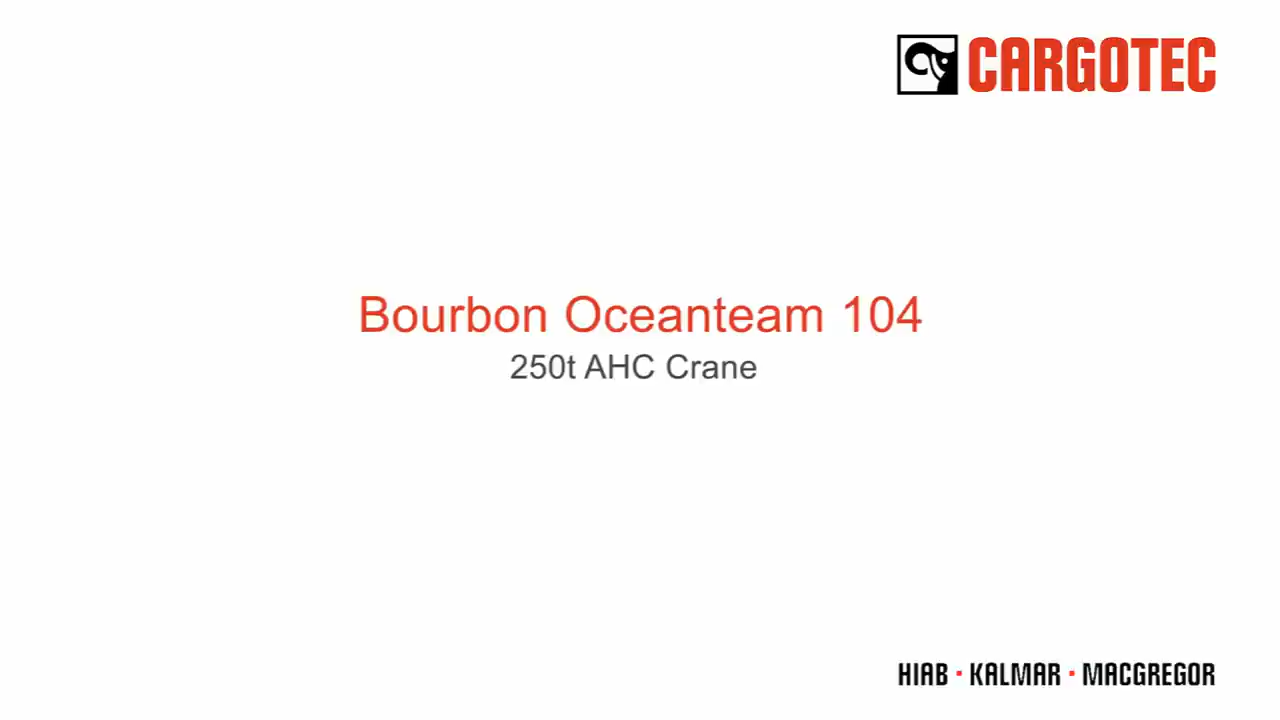 CARGOTEC
Bourbon Oceanteam 104
250t AHC Crane
HIAB · KALMAR · MACGREGOR